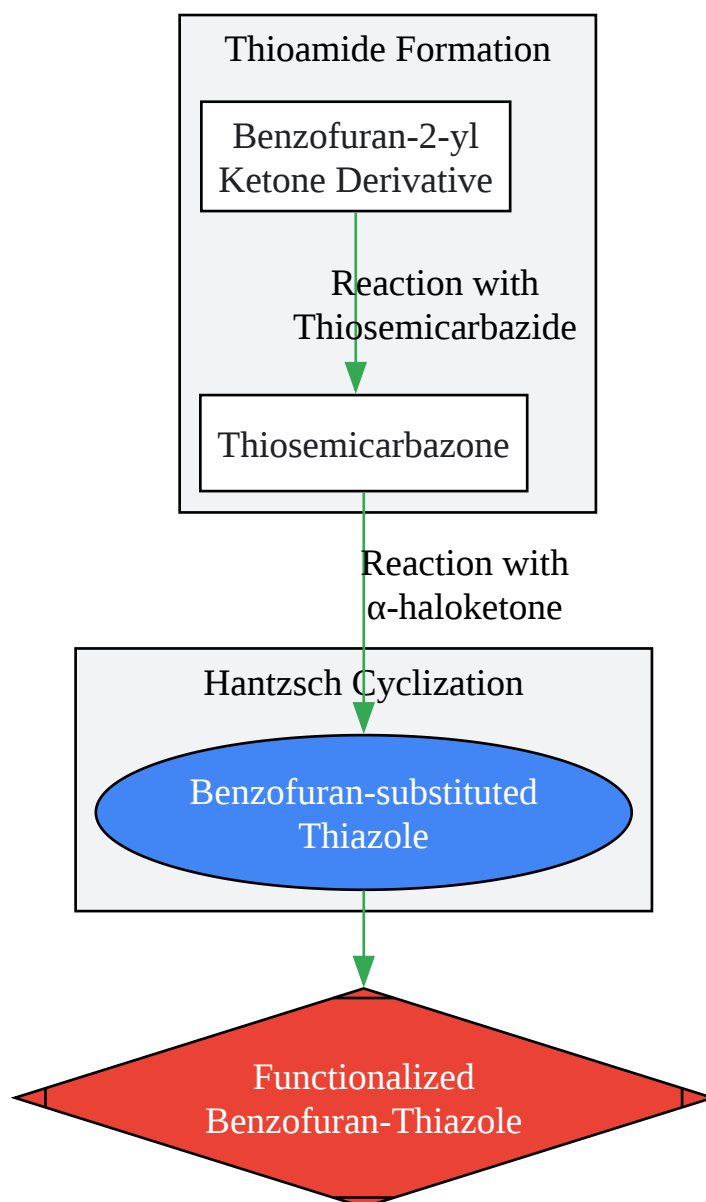 Thioamide Formation
Benzofuran-2-yl
Ketone Derivative
Reaction with
Thiosemicarbazide
Thiosemicarbazone
Reaction with
α-haloketone
Hantzsch Cyclization
Benzofuran-substituted
Thiazole
Functionalized
Benzofuran-Thiazole